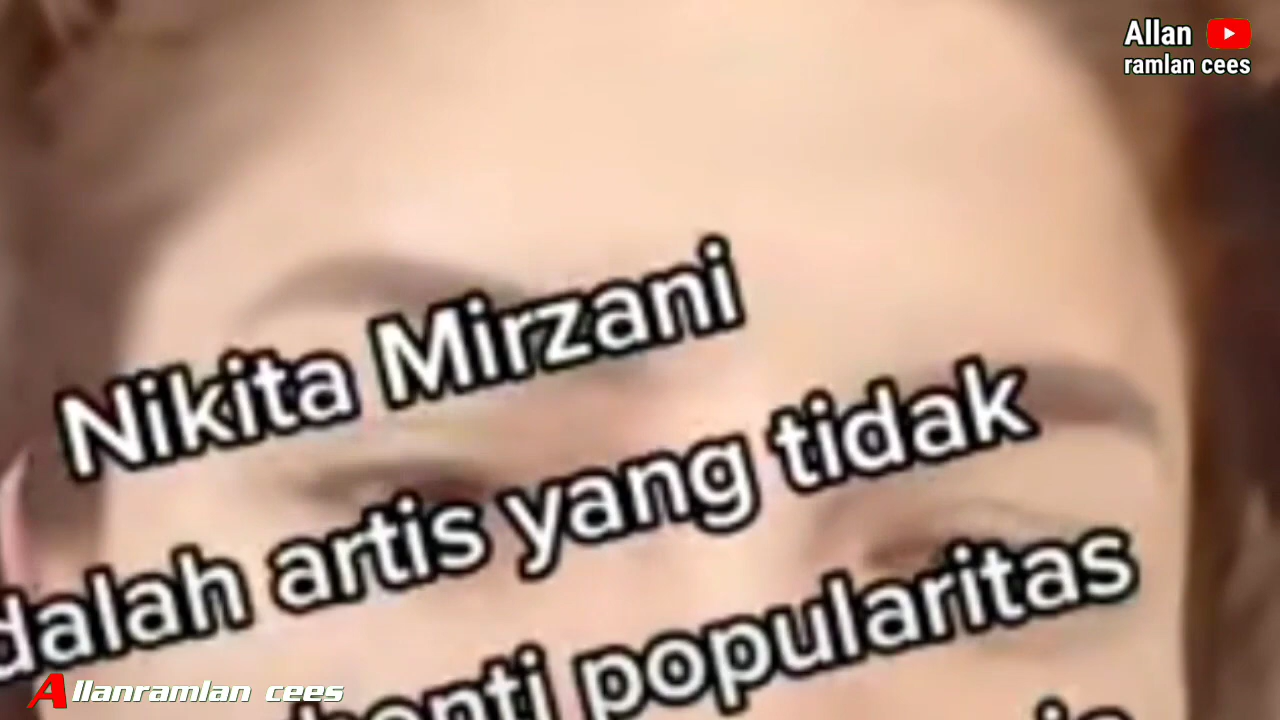 Allan
ramlan cees
Nikita Mirzani
dalah artis yang tidak
popularitas
Allanramlan cees